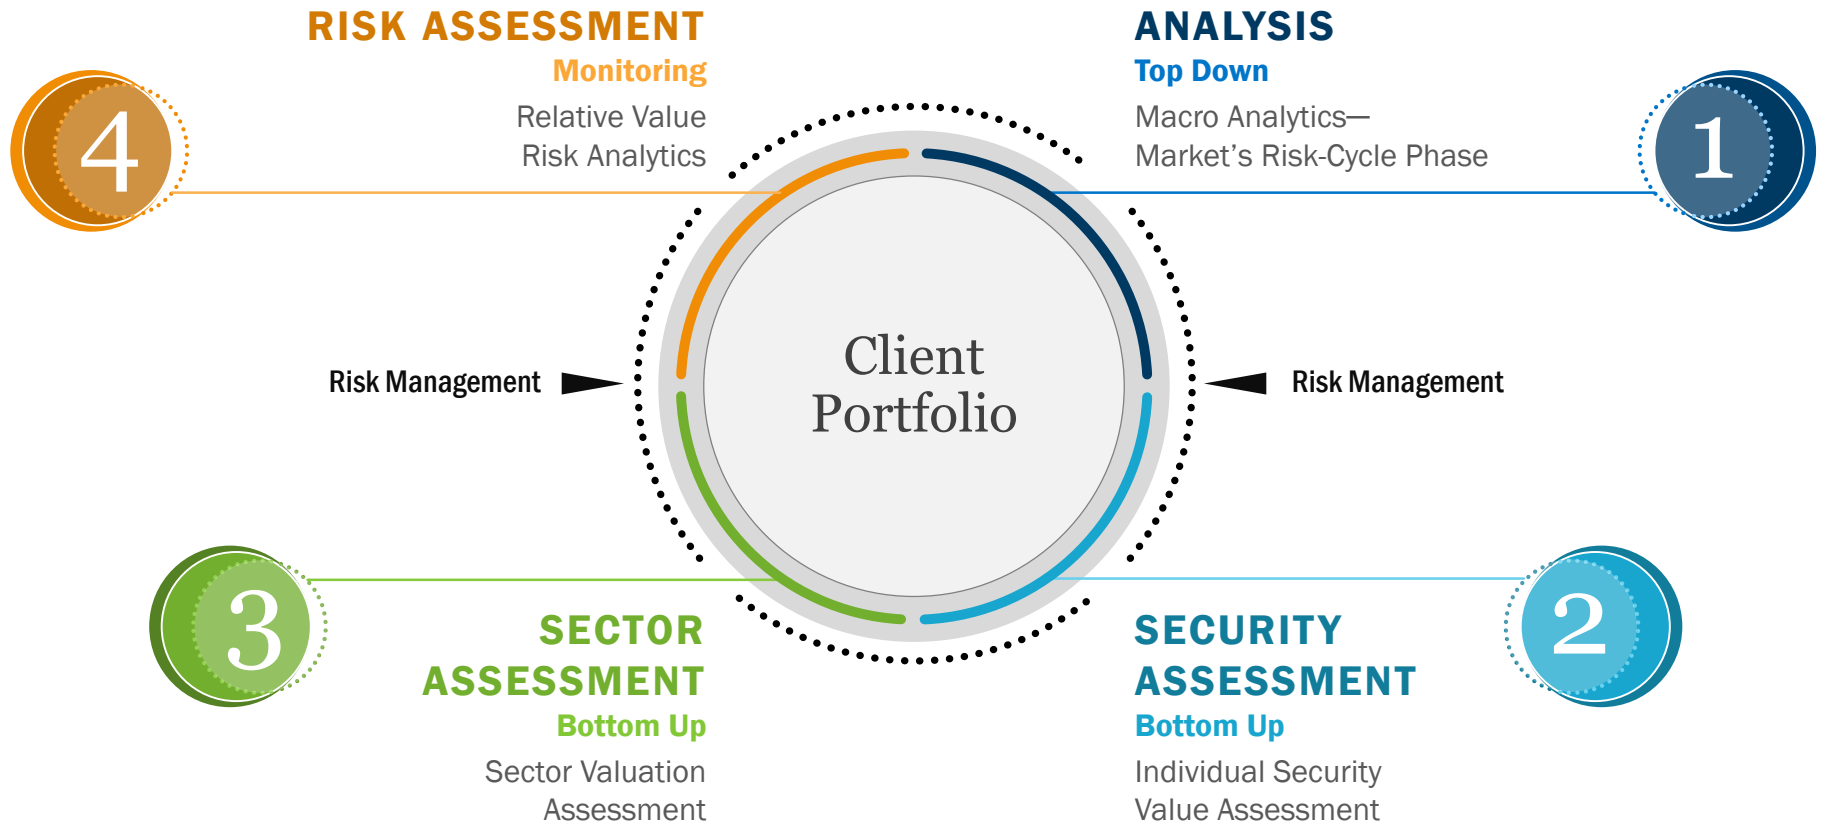 RISK ASSESSMENT
Monitoring
Relative Value
Risk Analytics
4
ANALYSIS
Top Down
Macro Analytics—
Market’s Risk-Cycle Phase
1
Risk Management
Client
Portfolio
Risk Management
3
SECTOR
ASSESSMENT
Bottom Up
Sector Valuation
Assessment
SECURITY
ASSESSMENT
Bottom Up
Individual Security
Value Assessment
2